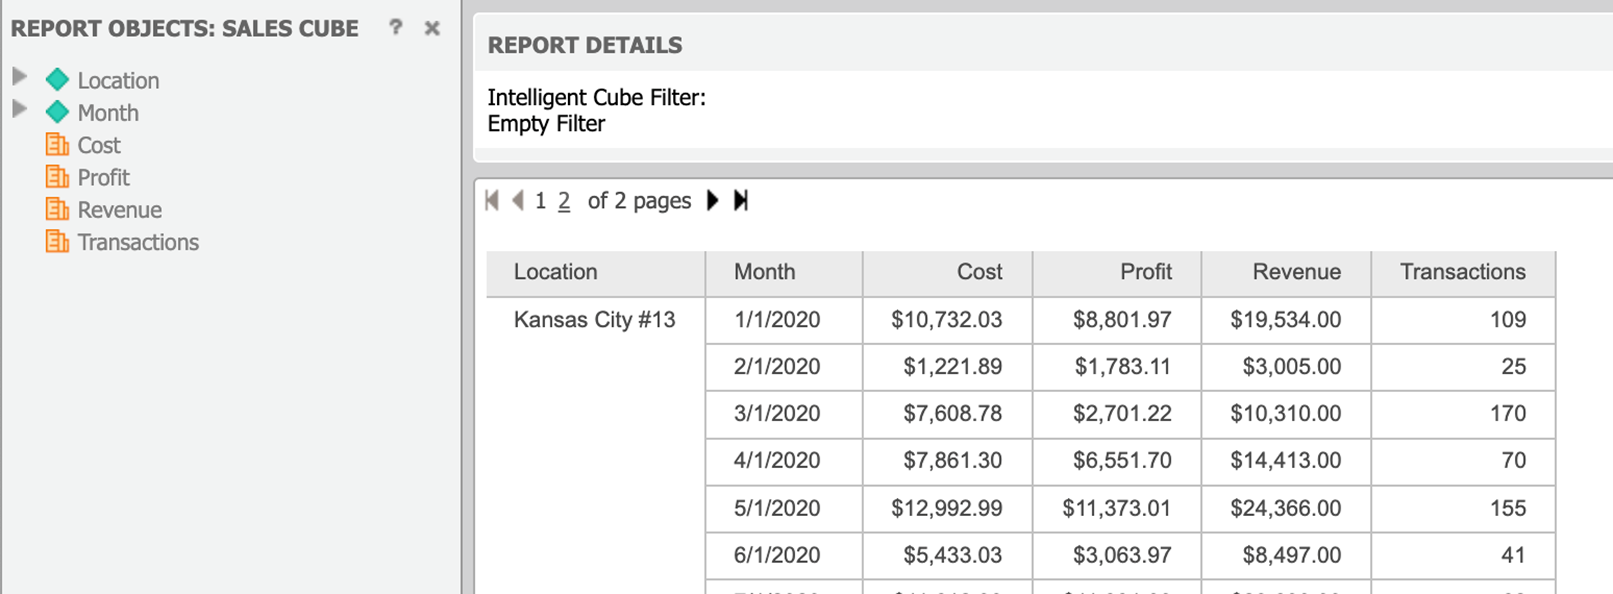 REPORT OBJECTS: SALES CUBE ? ×
Location
Month
Cost
Profit
Revenue
Transactions
REPORT DETAILS
Intelligent Cube Filter:
Empty Filter
1 2 of 2 pages
Location Month Cost Profit Revenue Transactions
Kansas City #13 1/1/2020 $10,732.03 $8,801.97 $19,534.00 109
2/1/2020 $1,221.89 $1,783.11 $3,005.00 25
3/1/2020 $7,608.78 $2,701.22 $10,310.00 170
4/1/2020 $7,861.30 $6,551.70 $14,413.00 70
5/1/2020 $12,992.99 $11,373.01 $24,366.00 155
6/1/2020 $5,433.03 $3,063.97 $8,497.00 41